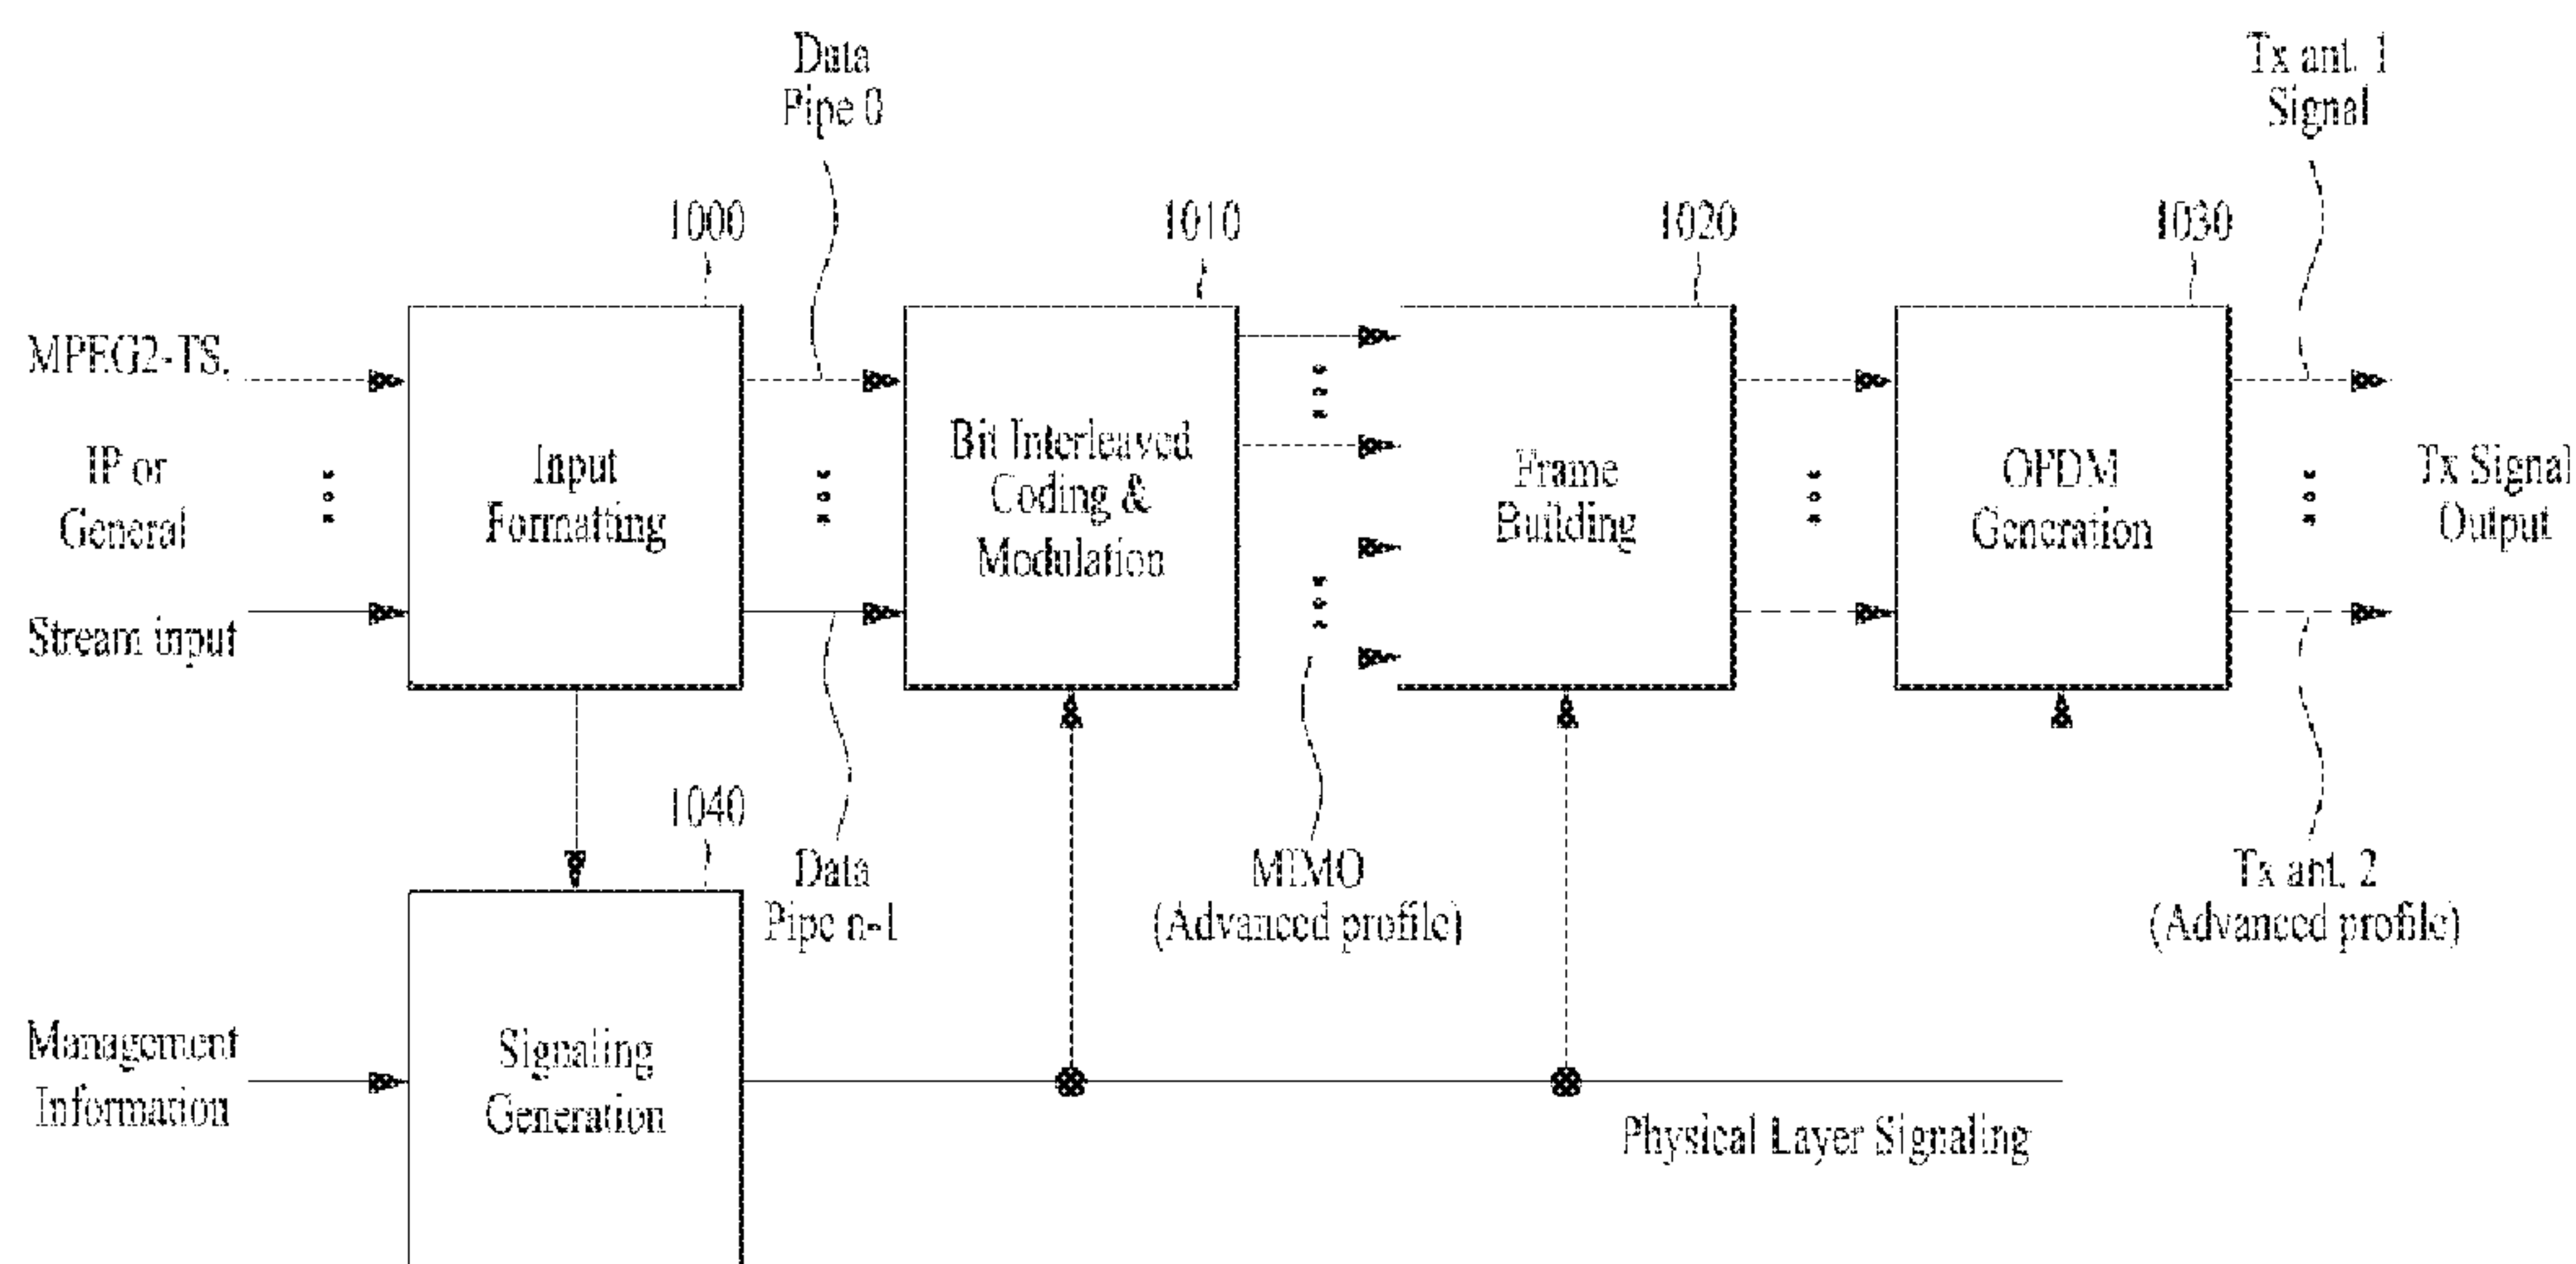 Data
Pipe 0
Tx ant. 1
Signal
1000
1010
1020
1030
MPEG2-TS,
IP or
General
Stream input
Input
Formatting
Bit Interleaved
Coding &
Modulation
Frame
Building
OFDM
Generation
Tx Signal
Output
1040
Data
Pipe n-1
MIMO
(Advanced profile)
Tx ant. 2
(Advanced profile)
Management
Information
Signaling
Generation
Physical Layer Signaling